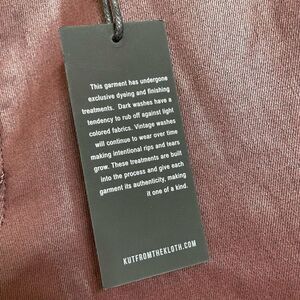 This garment has undergone
exclusive dyeing and finishing
treatments. Dark washes have a
tendency to rub off against light
colored fabrics. Vintage washes
will continue to wear over time
making intentional rips and tears
grow. These treatments are built
into the process and give each
garment its authenticity, making
it one of a kind.
KUTFROMTHEKLOTH.COM